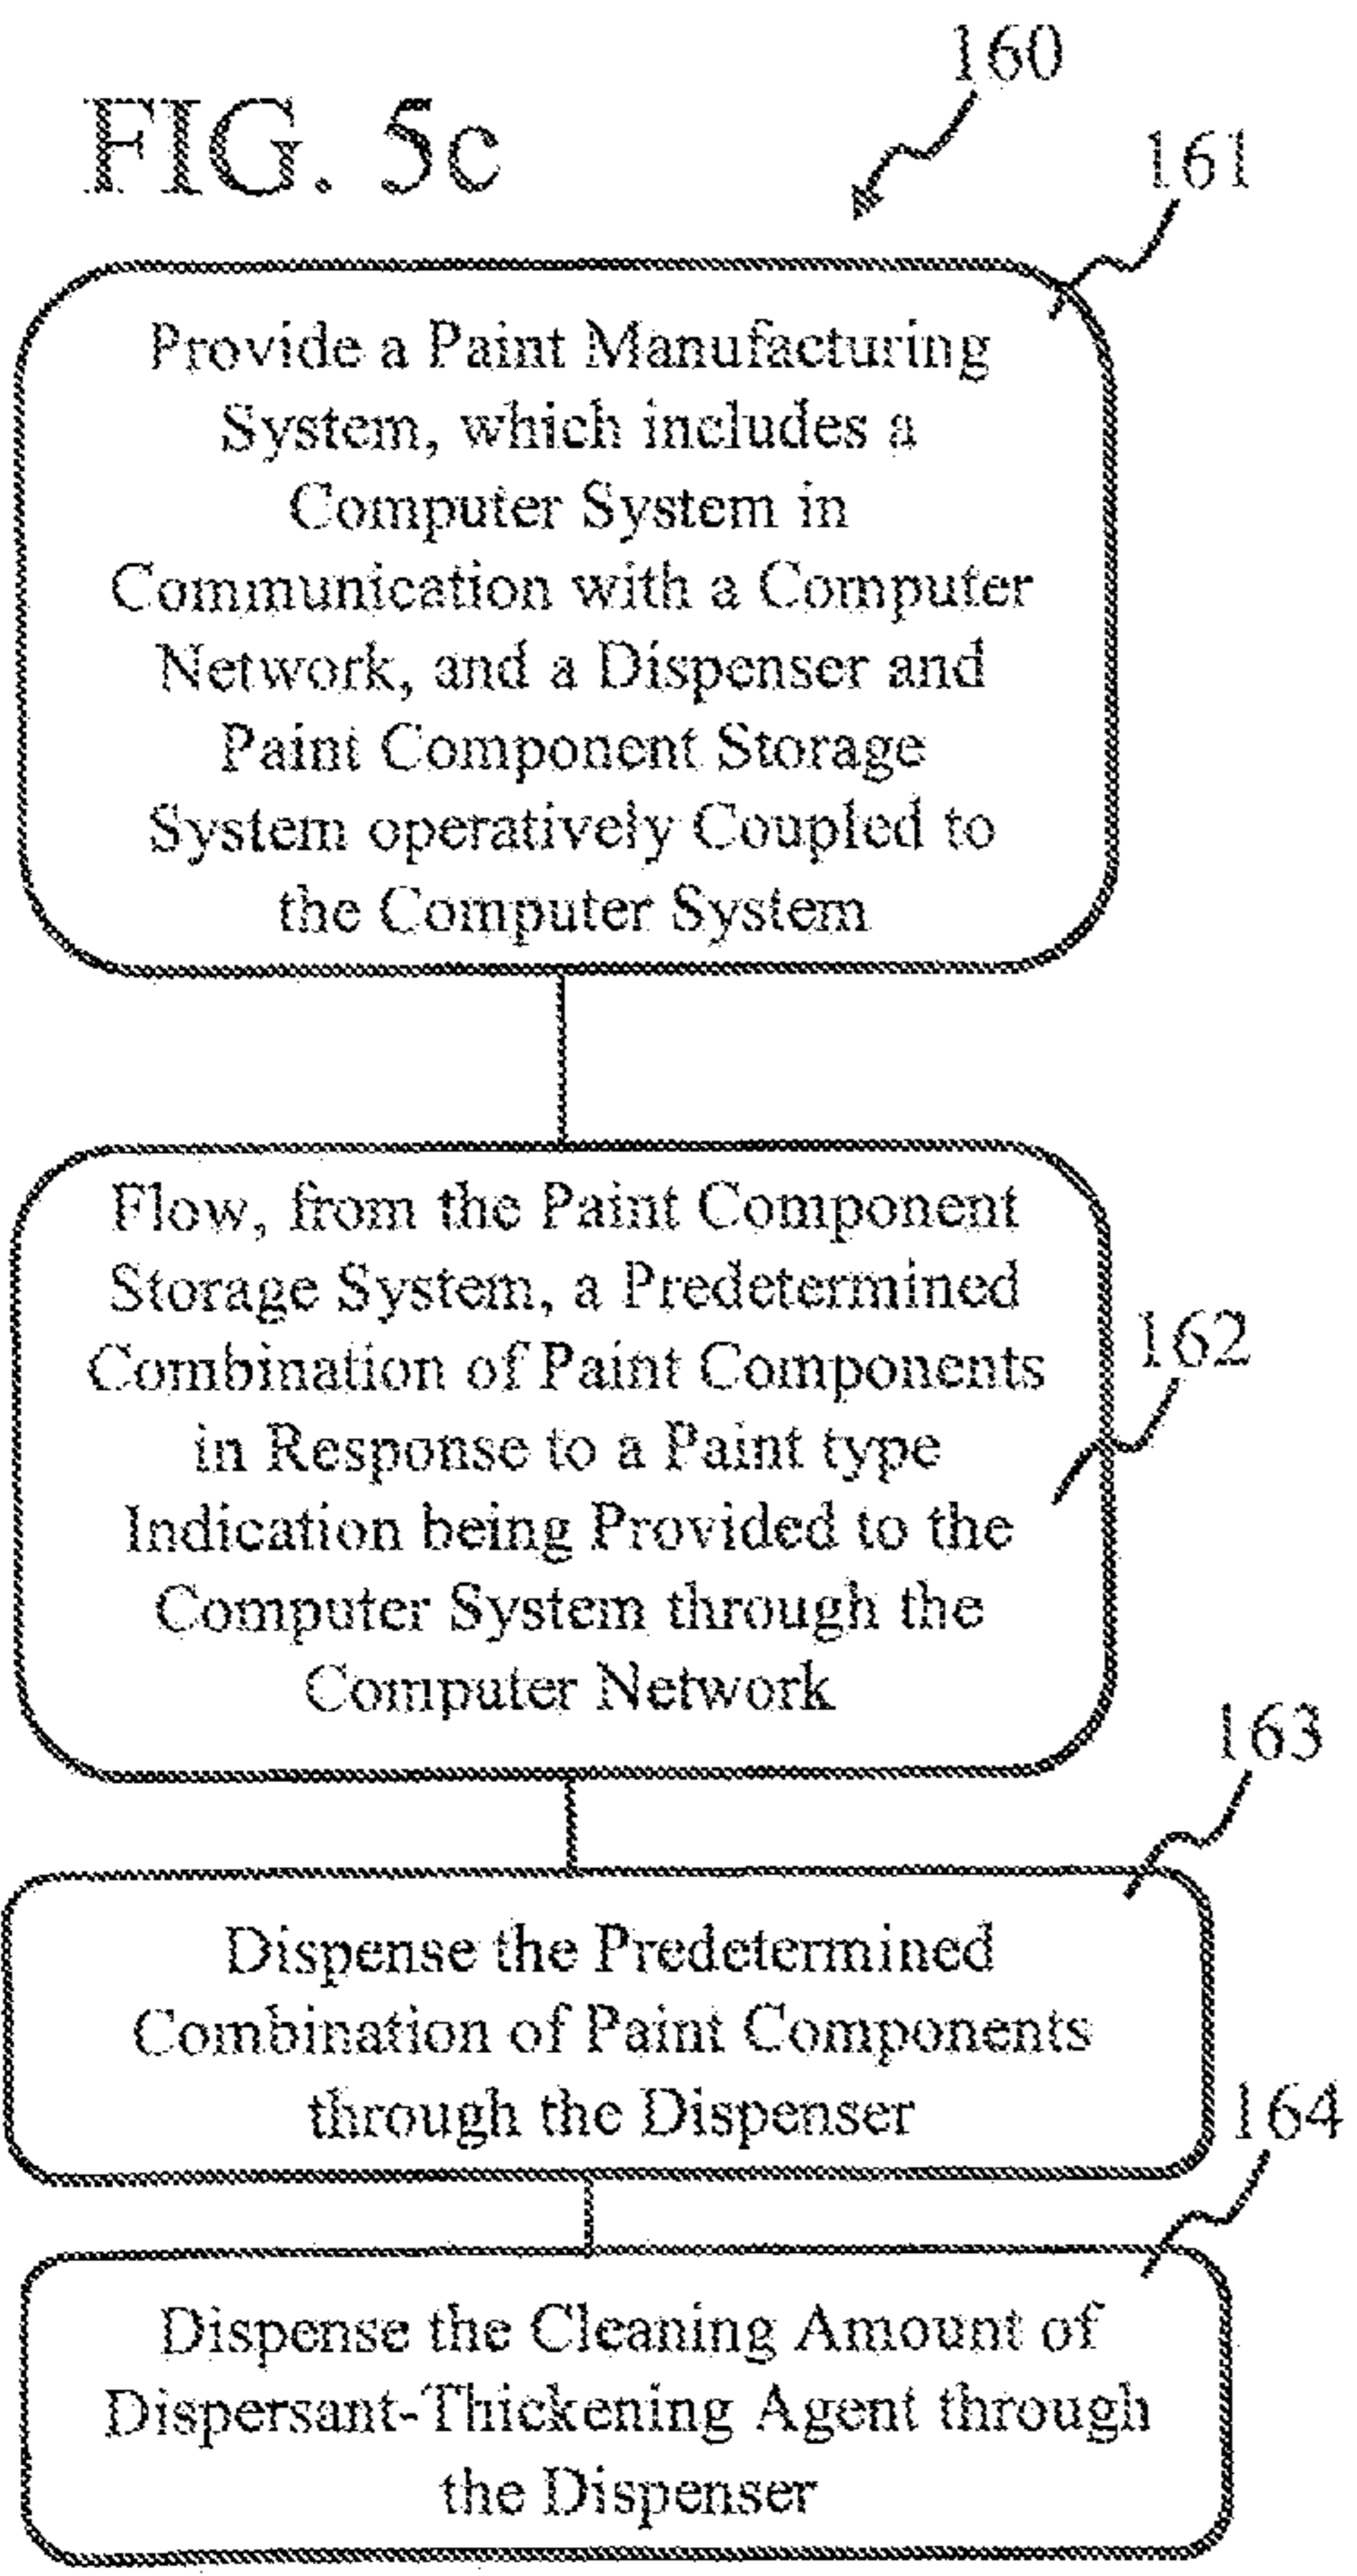 FIG. 5c
160
161
Provide a Paint Manufacturing
System, which includes a
Computer System in
Communication with a Computer
Network, and a Dispenser and
Paint Component Storage
System operatively Coupled to
the Computer System
Flow, from the Paint Component
Storage System, a Predetermined
Combination of Paint Components
in Response to a Paint type
Indication being Provided to the
Computer System through the
Computer Network
162
163
Dispense the Predetermined
Combination of Paint Components
through the Dispenser
164
Dispense the Cleaning Amount of
Dispersant-Thickening Agent through
the Dispenser